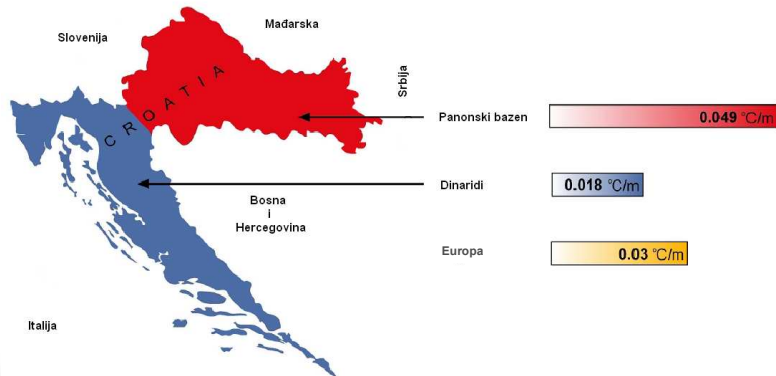 Mađarska
Slovenija
Srbija
CROATIA
Panonski bazen
0.049 °C/m
Dinaridi
0.018 °C/m
Bosna
i
Hercegovina
Europa
0.03 °C/m
Italija